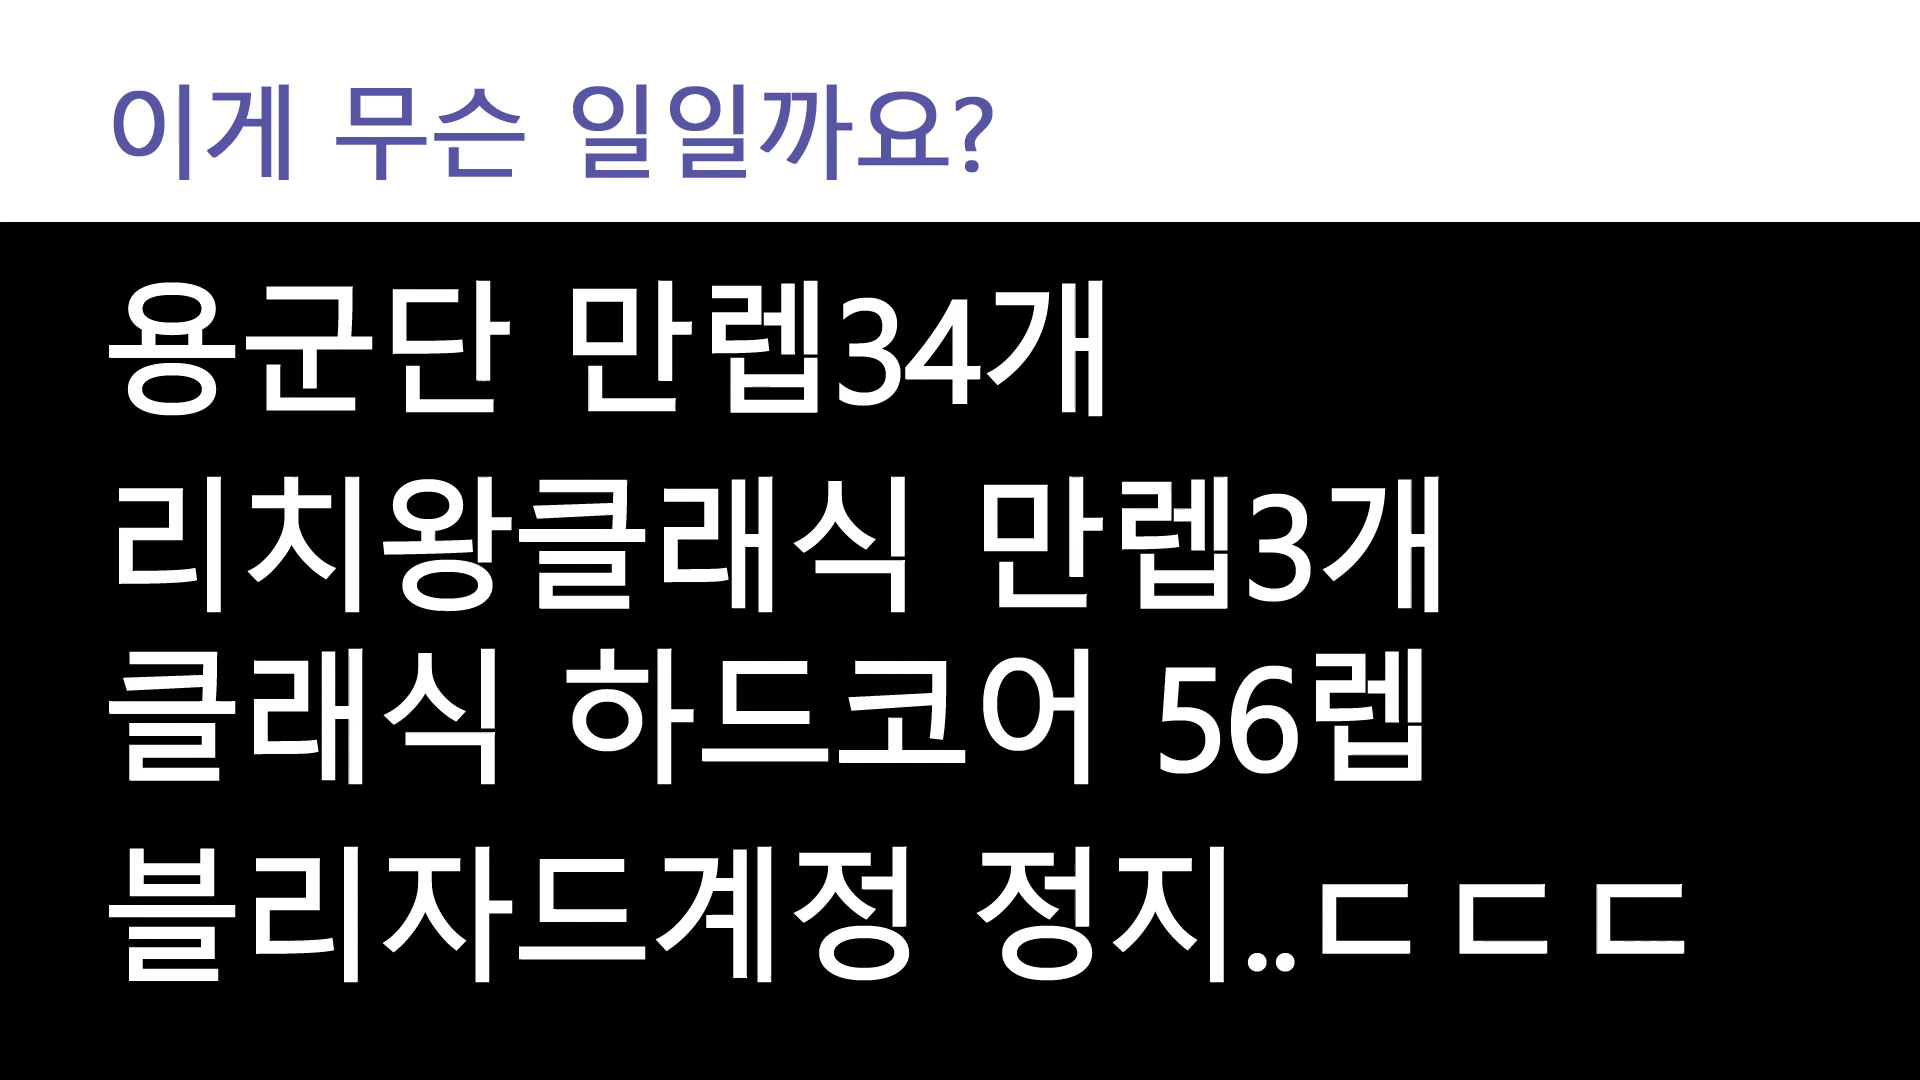 이게 무슨 일일까요?
용군단 만렙34개
리치왕클래식 만렙3개
클래식 하드코어 56렙
블리자드계정 정지..ㄷㄷㄷ